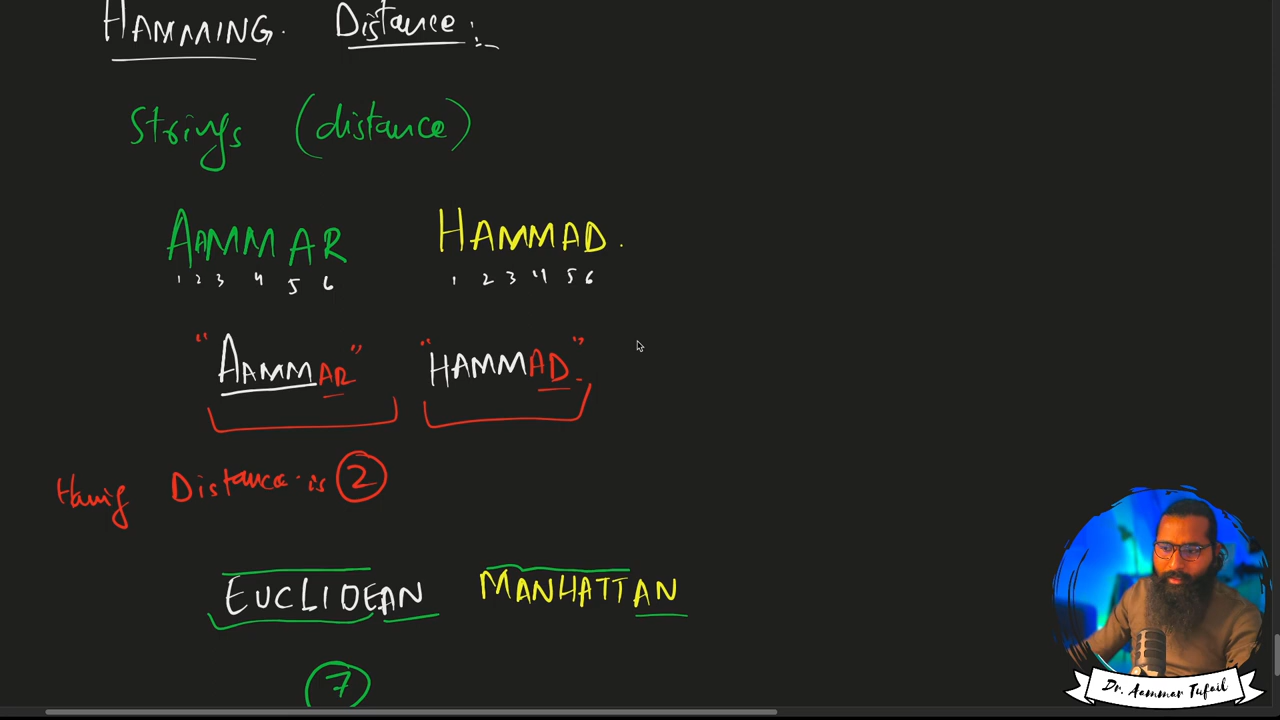 HAMMING. Distance:
Strings (distance)
AAMMAR HAMMAD.
1 2 3 4 5 6 1 2 3 4 5 6
"AAMMAR" "HAMMAD."
Distance is 2
EUCLIDEAN MANHATTAN
7
Dr. Aammar Tufail